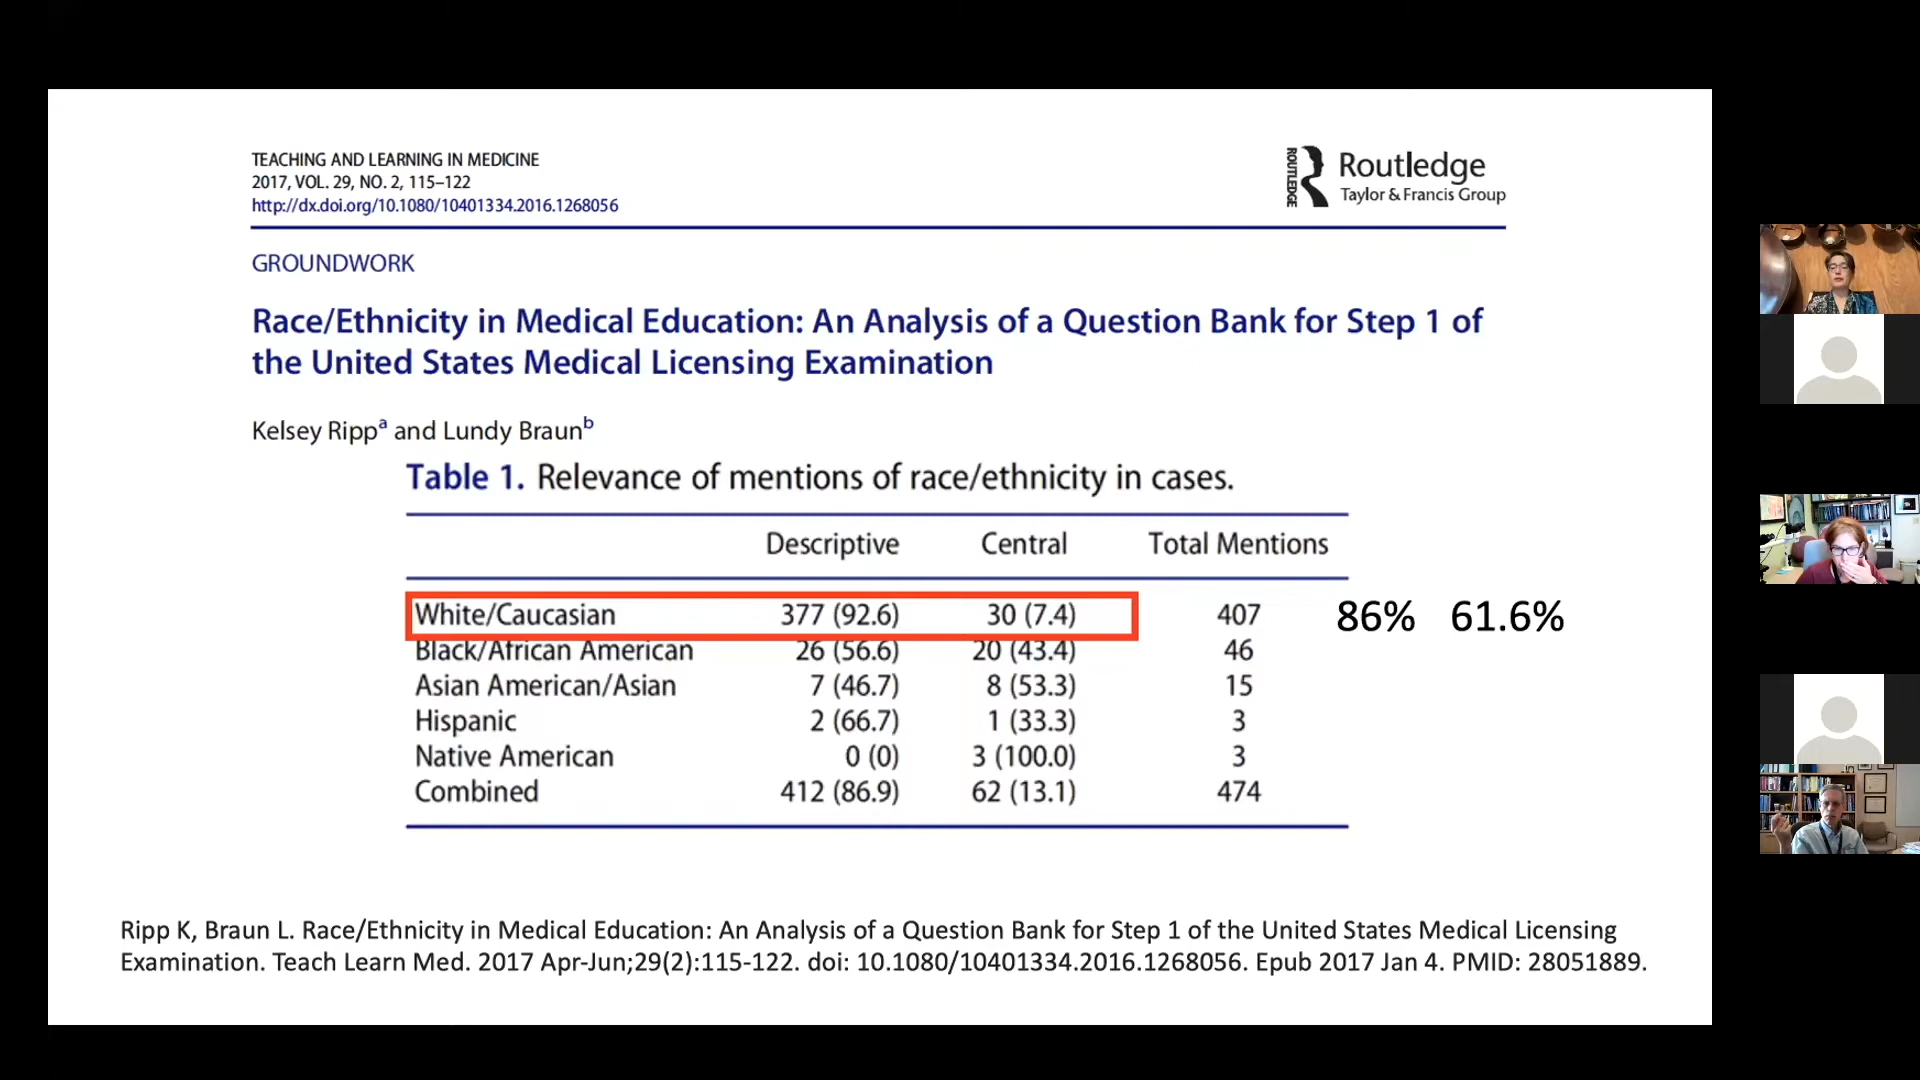 TEACHING AND LEARNING IN MEDICINE
2017, VOL. 29, NO. 2, 115–122
http://dx.doi.org/10.1080/10401334.2016.1268056
ROUTLEDGE
Routledge
Taylor & Francis Group
GROUNDWORK
Race/Ethnicity in Medical Education: An Analysis of a Question Bank for Step 1 of
the United States Medical Licensing Examination
Kelsey Rippa and Lundy Braunb
Table 1. Relevance of mentions of race/ethnicity in cases.
Descriptive Central Total Mentions
White/Caucasian 377 (92.6) 30 (7.4) 407 86% 61.6%
Black/African American 26 (56.6) 20 (43.4) 46
Asian American/Asian 7 (46.7) 8 (53.3) 15
Hispanic 2 (66.7) 1 (33.3) 3
Native American 0 (0) 3 (100.0) 3
Combined 412 (86.9) 62 (13.1) 474
Ripp K, Braun L. Race/Ethnicity in Medical Education: An Analysis of a Question Bank for Step 1 of the United States Medical Licensing
Examination. Teach Learn Med. 2017 Apr-Jun;29(2):115-122. doi: 10.1080/10401334.2016.1268056. Epub 2017 Jan 4. PMID: 28051889.